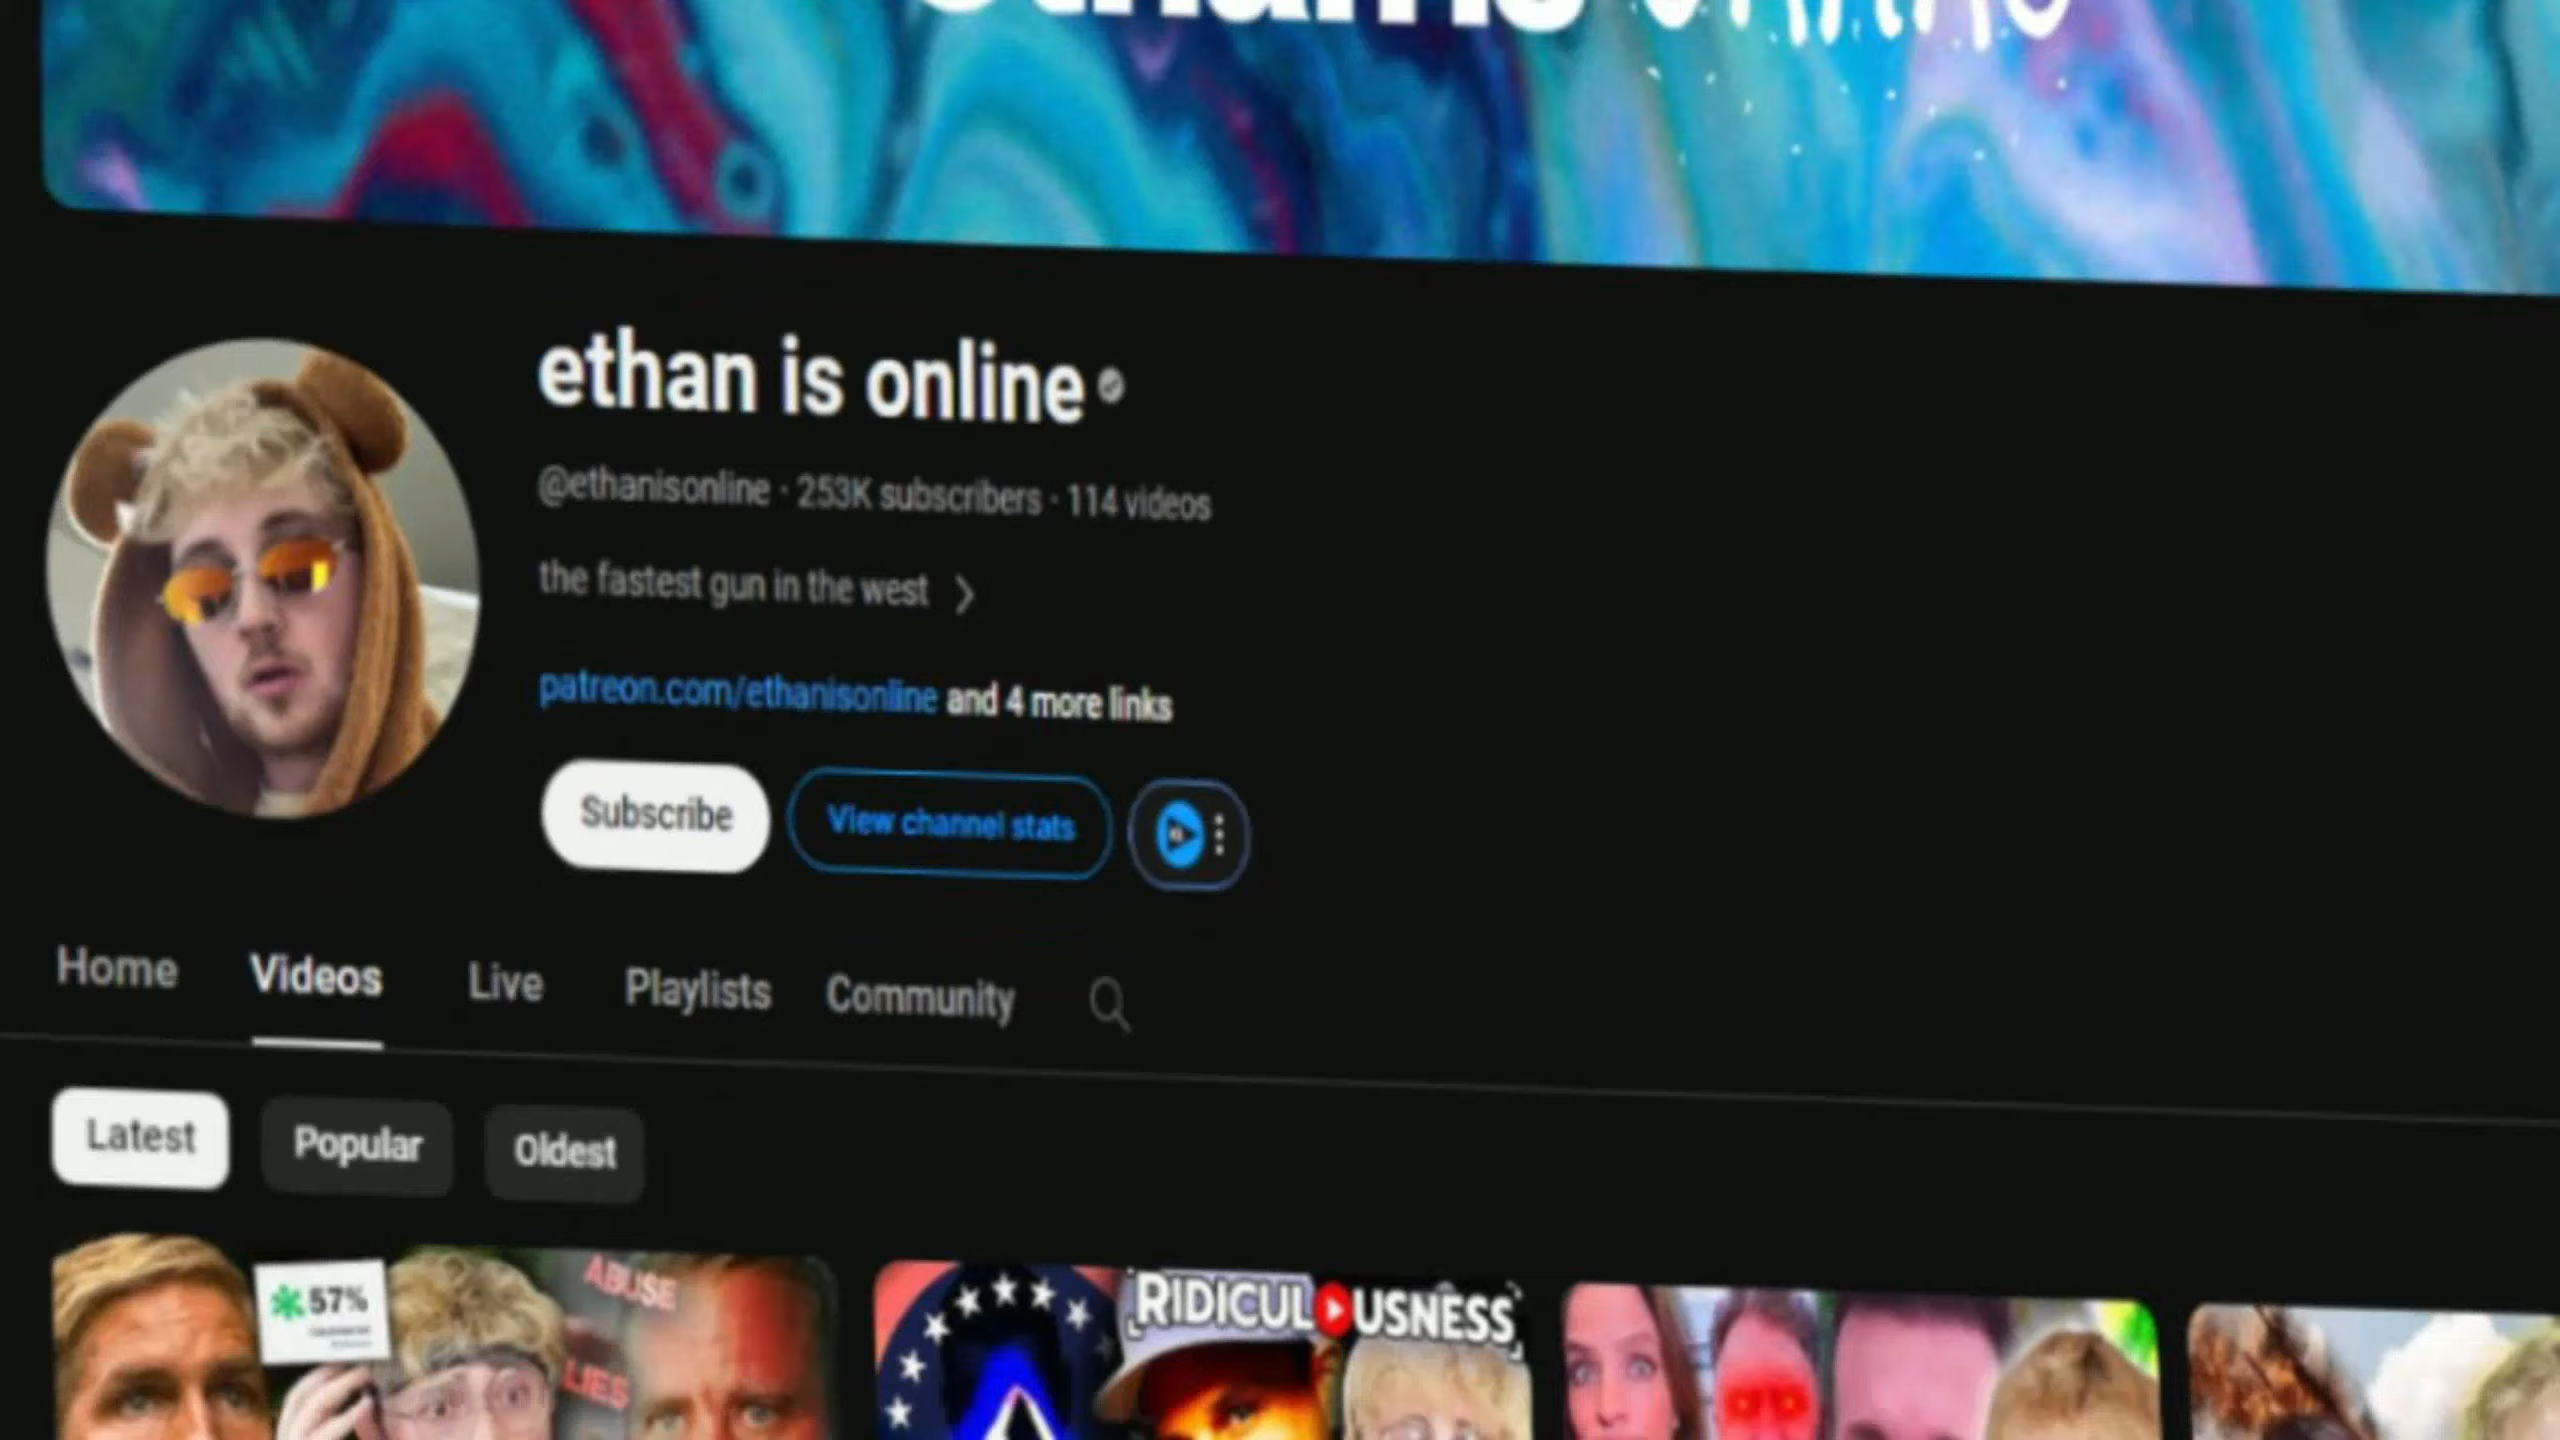 ethan is online
@ethanisonline · 253K subscribers · 114 videos
the fastest gun in the west >
patreon.com/ethanisonline and 4 more links
Subscribe
View channel stats
Home Videos Live Playlists Community
Latest Popular Oldest
57%
ABUSE
LIES
RIDICULOUSNESS